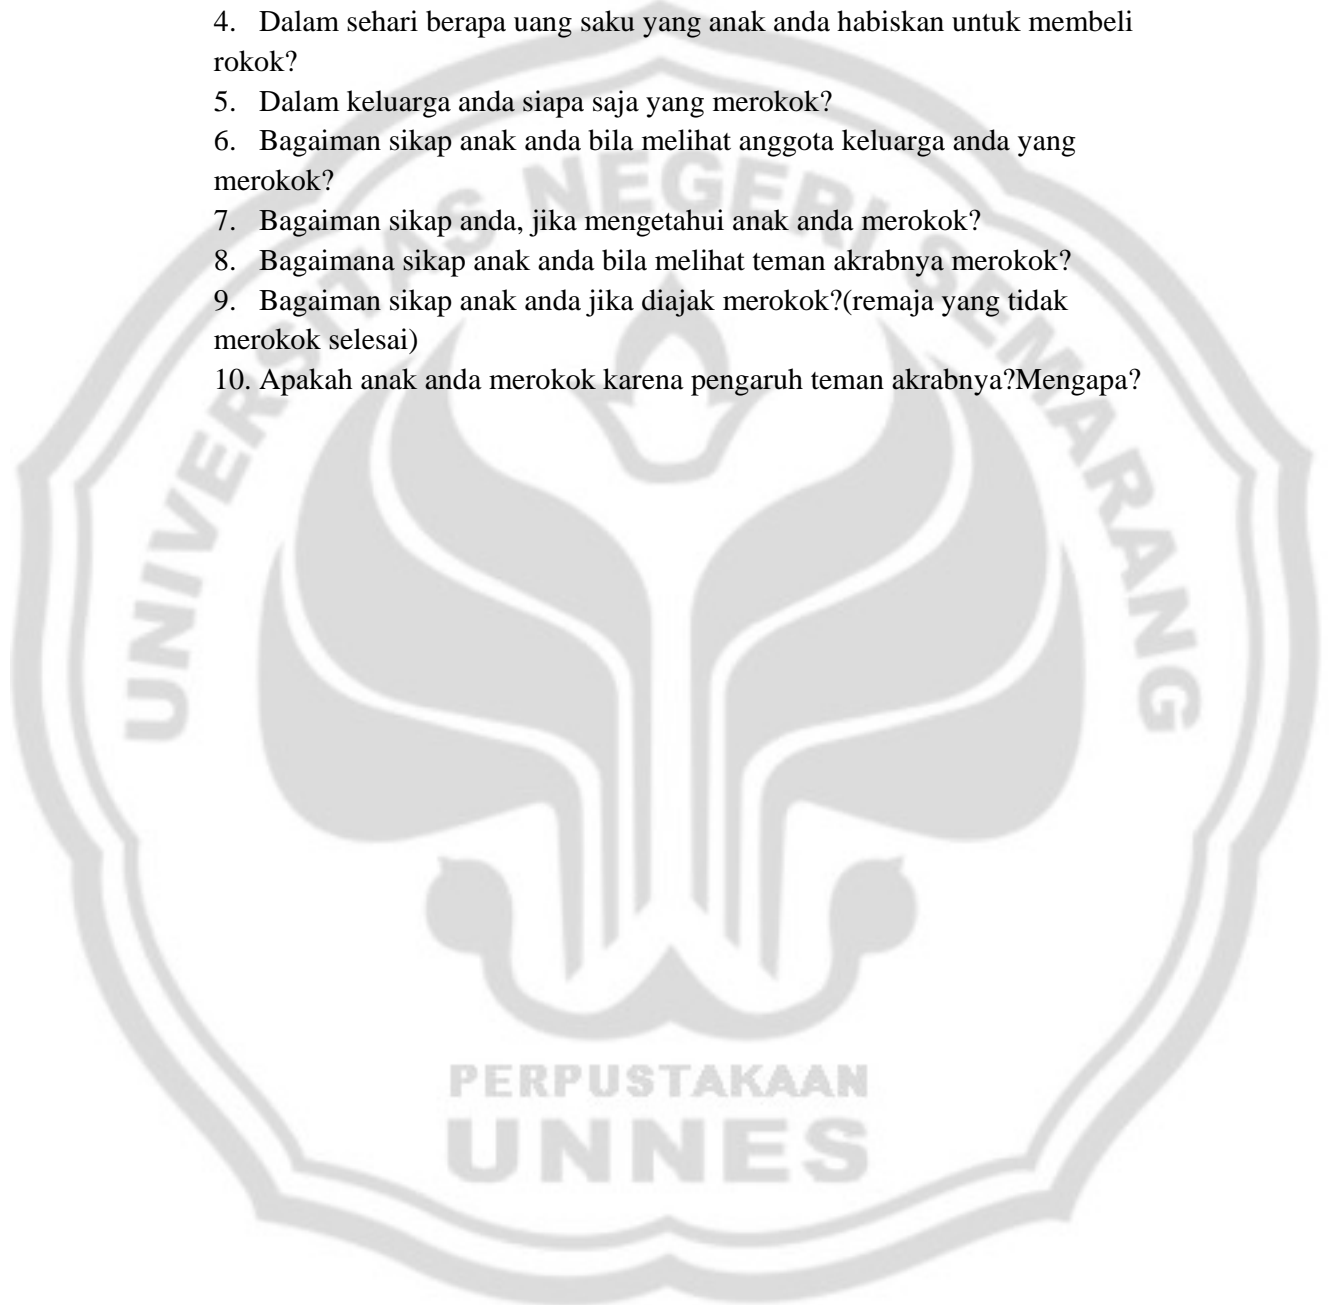 4. Dalam sehari berapa uang saku yang anak anda habiskan untuk membeli
rokok?
5. Dalam keluarga anda siapa saja yang merokok?
6. Bagaiman sikap anak anda bila melihat anggota keluarga anda yang
merokok?
7. Bagaiman sikap anda, jika mengetahui anak anda merokok?
8. Bagaimana sikap anak anda bila melihat teman akrabnya merokok?
9. Bagaiman sikap anak anda jika diajak merokok?(remaja yang tidak
merokok selesai)
10. Apakah anak anda merokok karena pengaruh teman akrabnya?Mengapa?
UNIVERSITAS NEGERI SEMARANG
PERPUSTAKAAN
UNNES